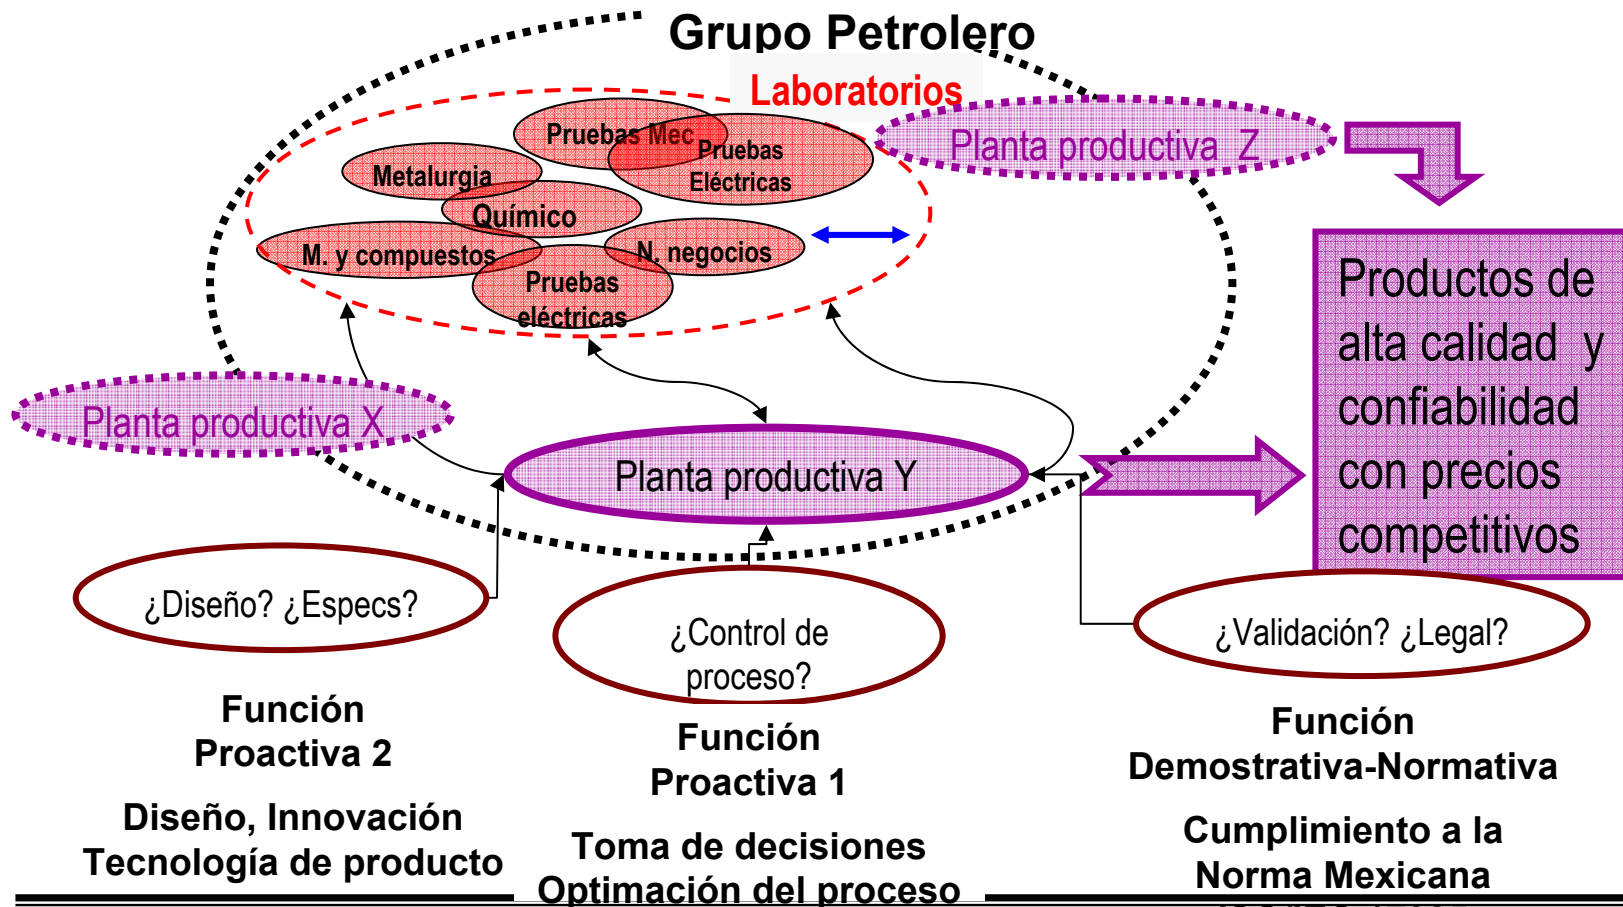 Grupo Petrolero
Laboratorios
Pruebas Mec
Pruebas
Eléctricas
Metalurgia
Químico
M. y compuestos
N. negocios
Pruebas
eléctricas
Planta productiva Z
Planta productiva X
Planta productiva Y
Productos de
alta calidad y
confiabilidad
con precios
competitivos
¿Diseño? ¿Especs?
¿Control de
proceso?
¿Validación? ¿Legal?
Función
Proactiva 2
Diseño, Innovación
Tecnología de producto
Función
Proactiva 1
Toma de decisiones
Optimación del proceso
Función
Demostrativa-Normativa
Cumplimiento a la
Norma Mexicana